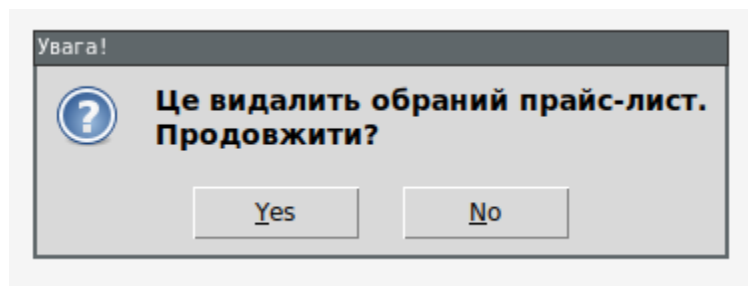 Увага!
Це видалить обраний прайс-лист.
Продовжити?
Yes
No